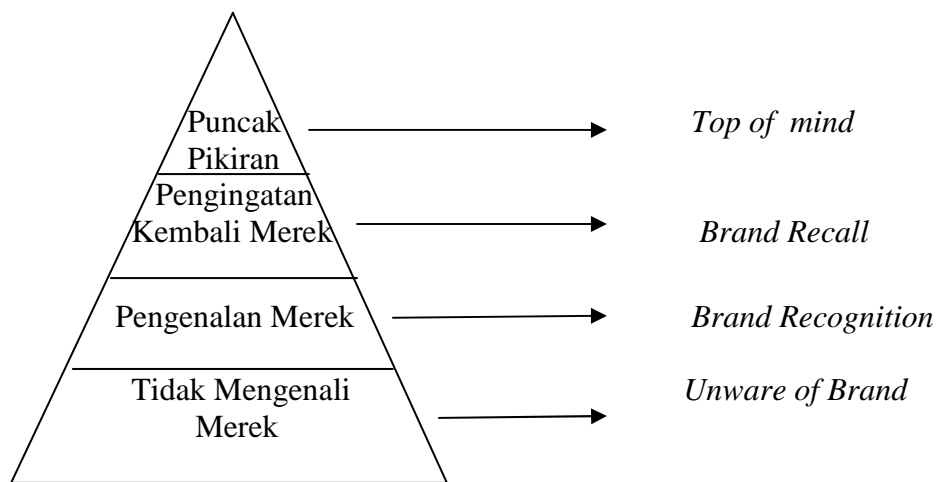 Puncak
Pikiran
Top of mind
Pengingatan
Kembali Merek
Brand Recall
Pengenalan Merek
Brand Recognition
Tidak Mengenali
Merek
Unware of Brand